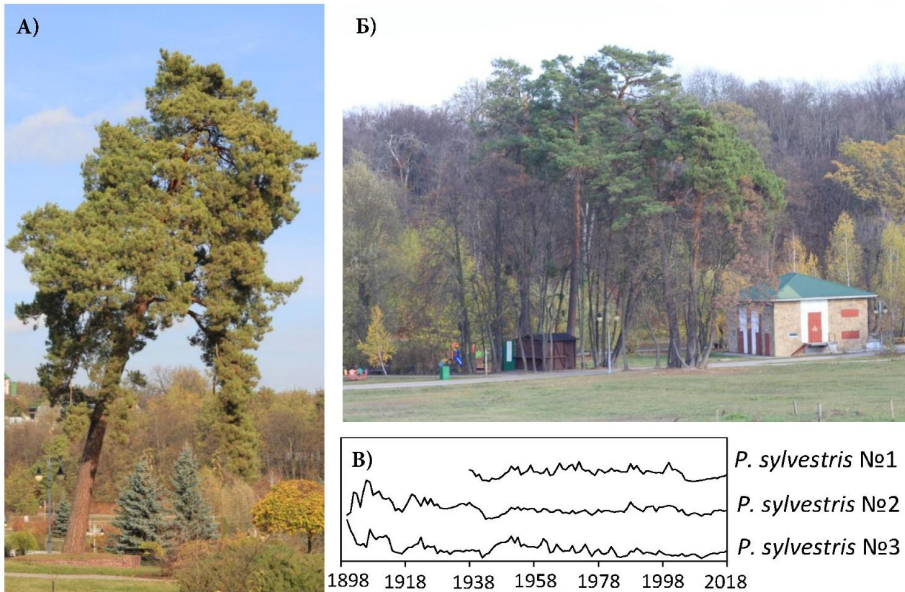 А)
Б)
В)
P. sylvestris №1
P. sylvestris №2
P. sylvestris №3
1898 1918 1938 1958 1978 1998 2018